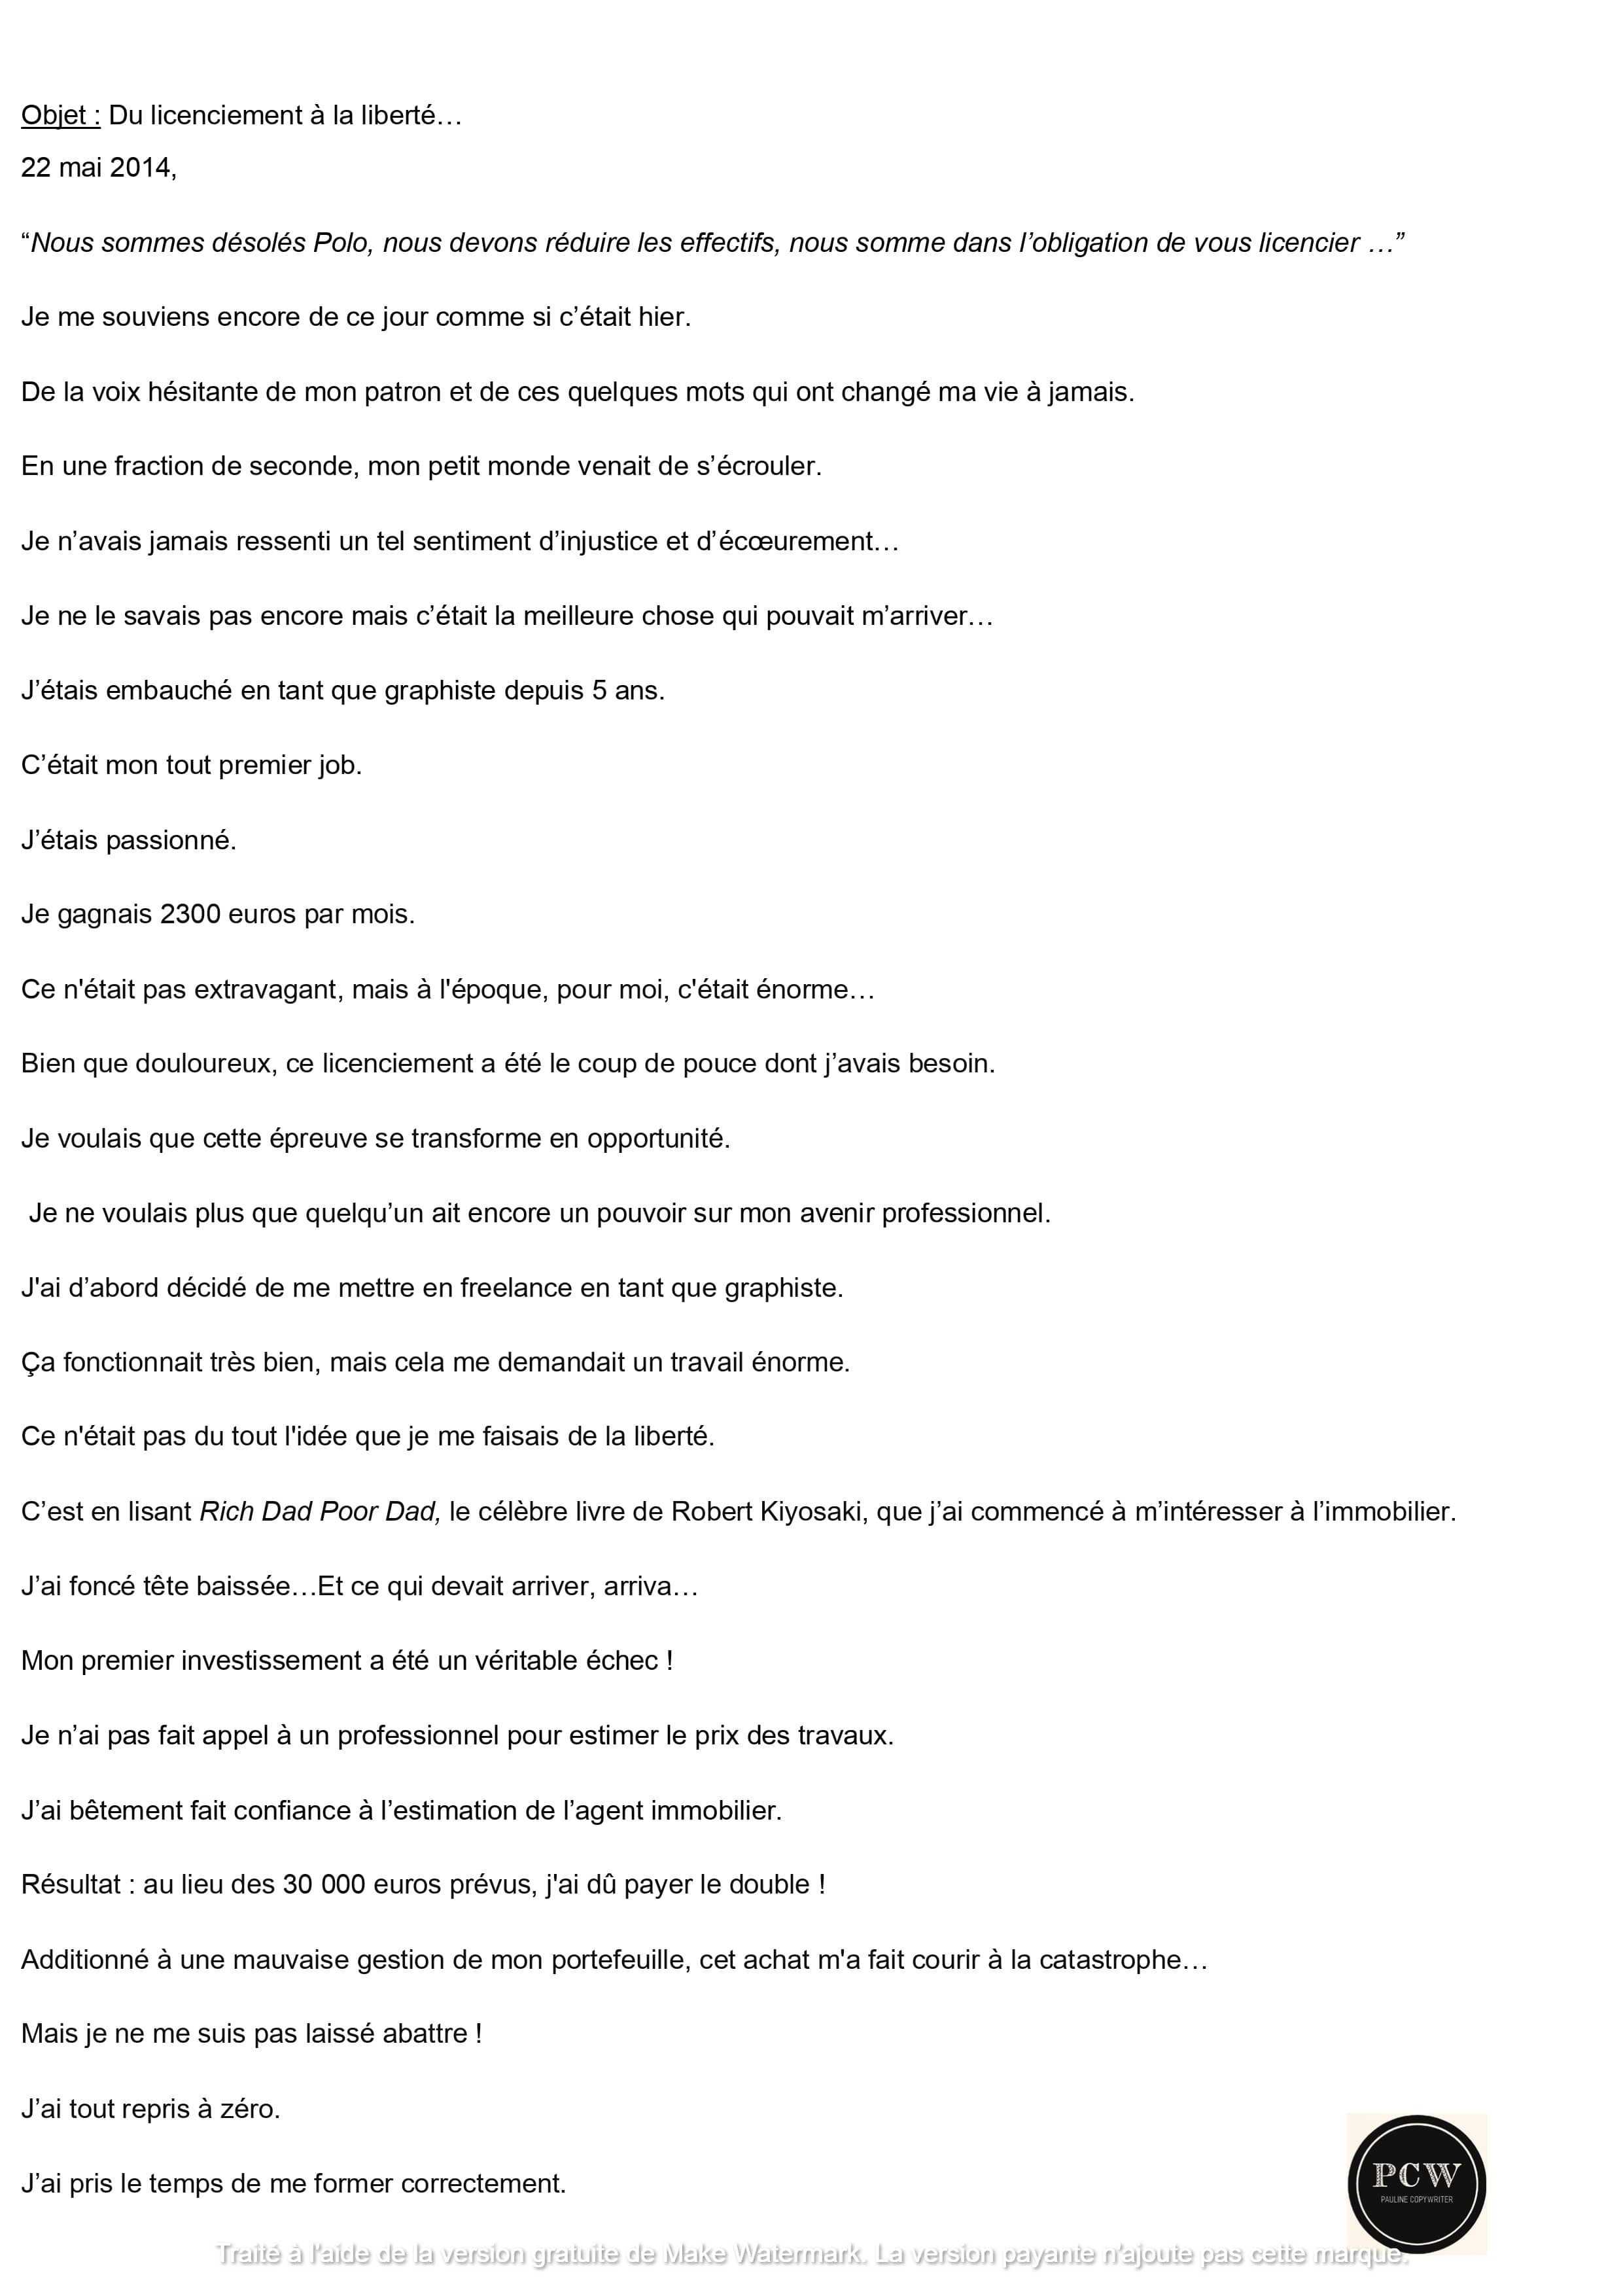 Objet : Du licenciement à la liberté…
22 mai 2014,
“Nous sommes désolés Polo, nous devons réduire les effectifs, nous somme dans l’obligation de vous licencier …”
Je me souviens encore de ce jour comme si c’était hier.
De la voix hésitante de mon patron et de ces quelques mots qui ont changé ma vie à jamais.
En une fraction de seconde, mon petit monde venait de s’écrouler.
Je n’avais jamais ressenti un tel sentiment d’injustice et d’écœurement…
Je ne le savais pas encore mais c’était la meilleure chose qui pouvait m’arriver…
J’étais embauché en tant que graphiste depuis 5 ans.
C’était mon tout premier job.
J’étais passionné.
Je gagnais 2300 euros par mois.
Ce n'était pas extravagant, mais à l'époque, pour moi, c'était énorme…
Bien que douloureux, ce licenciement a été le coup de pouce dont j’avais besoin.
Je voulais que cette épreuve se transforme en opportunité.
Je ne voulais plus que quelqu’un ait encore un pouvoir sur mon avenir professionnel.
J'ai d’abord décidé de me mettre en freelance en tant que graphiste.
Ça fonctionnait très bien, mais cela me demandait un travail énorme.
Ce n'était pas du tout l'idée que je me faisais de la liberté.
C’est en lisant Rich Dad Poor Dad, le célèbre livre de Robert Kiyosaki, que j’ai commencé à m’intéresser à l’immobilier.
J’ai foncé tête baissée…Et ce qui devait arriver, arriva…
Mon premier investissement a été un véritable échec !
Je n’ai pas fait appel à un professionnel pour estimer le prix des travaux.
J’ai bêtement fait confiance à l’estimation de l’agent immobilier.
Résultat : au lieu des 30 000 euros prévus, j'ai dû payer le double !
Additionné à une mauvaise gestion de mon portefeuille, cet achat m'a fait courir à la catastrophe…
Mais je ne me suis pas laissé abattre !
J’ai tout repris à zéro.
J’ai pris le temps de me former correctement.
PCW
PAULINE COPYWRITER
Traité à l'aide de la version gratuite de Make Watermark. La version payante n'ajoute pas cette marque.